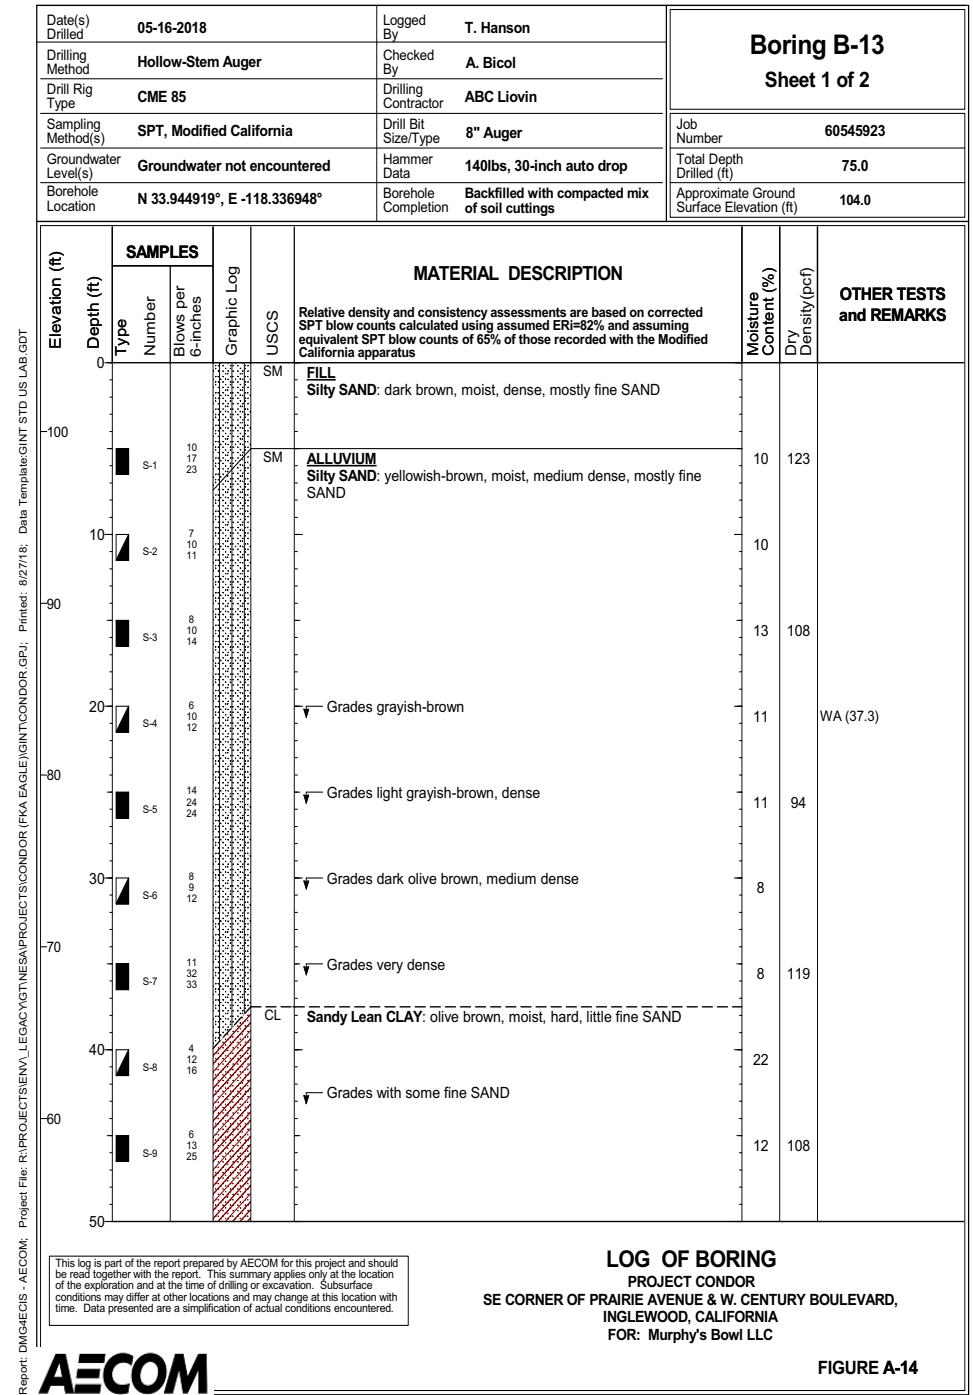 Date(s)
Drilled
05-16-2018
Logged
By
T. Hanson
Boring B-13
Sheet 1 of 2
Drilling
Method
Hollow-Stem Auger
Checked
By
A. Bicol
Drill Rig
Type
CME 85
Drilling
Contractor
ABC Liovin
Sampling
Method(s)
SPT, Modified California
Drill Bit
Size/Type
8" Auger
Job
Number
60545923
Groundwater
Level(s)
Groundwater not encountered
Hammer
Data
140lbs, 30-inch auto drop
Total Depth
Drilled (ft)
75.0
Borehole
Location
N 33.944919°, E -118.336948°
Borehole
Completion
Backfilled with compacted mix
of soil cuttings
Approximate Ground
Surface Elevation (ft)
104.0
Elevation (ft)
Depth (ft)
SAMPLES
Type
Number
Blows per
6-inches
Graphic Log
USCS
MATERIAL DESCRIPTION
Relative density and consistency assessments are based on corrected
SPT blow counts calculated using assumed ERi=82% and assuming
equivalent SPT blow counts of 65% of those recorded with the Modified
California apparatus
Moisture
Content (%)
Dry
Density(pcf)
OTHER TESTS
and REMARKS
0
SM
FILL
Silty SAND: dark brown, moist, dense, mostly fine SAND
100
S-1
10
17
23
SM
ALLUVIUM
Silty SAND: yellowish-brown, moist, medium dense, mostly fine
SAND
10
123
10
S-2
7
10
11
10
90
S-3
8
10
14
13
108
20
S-4
6
10
12
Grades grayish-brown
11
WA (37.3)
80
S-5
14
24
24
Grades light grayish-brown, dense
11
94
30
S-6
8
9
12
Grades dark olive brown, medium dense
8
70
S-7
11
32
33
Grades very dense
8
119
CL
Sandy Lean CLAY: olive brown, moist, hard, little fine SAND
40
S-8
4
12
16
22
Grades with some fine SAND
60
S-9
6
13
25
12
108
50
This log is part of the report prepared by AECOM for this project and should
be read together with the report. This summary applies only at the location
of the exploration and at the time of drilling or excavation. Subsurface
conditions may differ at other locations and may change at this location with
time. Data presented are a simplification of actual conditions encountered.
LOG OF BORING
PROJECT CONDOR
SE CORNER OF PRAIRIE AVENUE & W. CENTURY BOULEVARD,
INGLEWOOD, CALIFORNIA
FOR: Murphy's Bowl LLC
AECOM
FIGURE A-14
Report: DMG4ECIS - AECOM; Project File: R:\PROJECTS\ENV\_LEGACY\GT\NESA\PROJECTS\CONDOR (FKA EAGLE)\GINT\CONDOR.GPJ; Printed: 8/27/18; Data Template:GINT STD US LAB.GDT